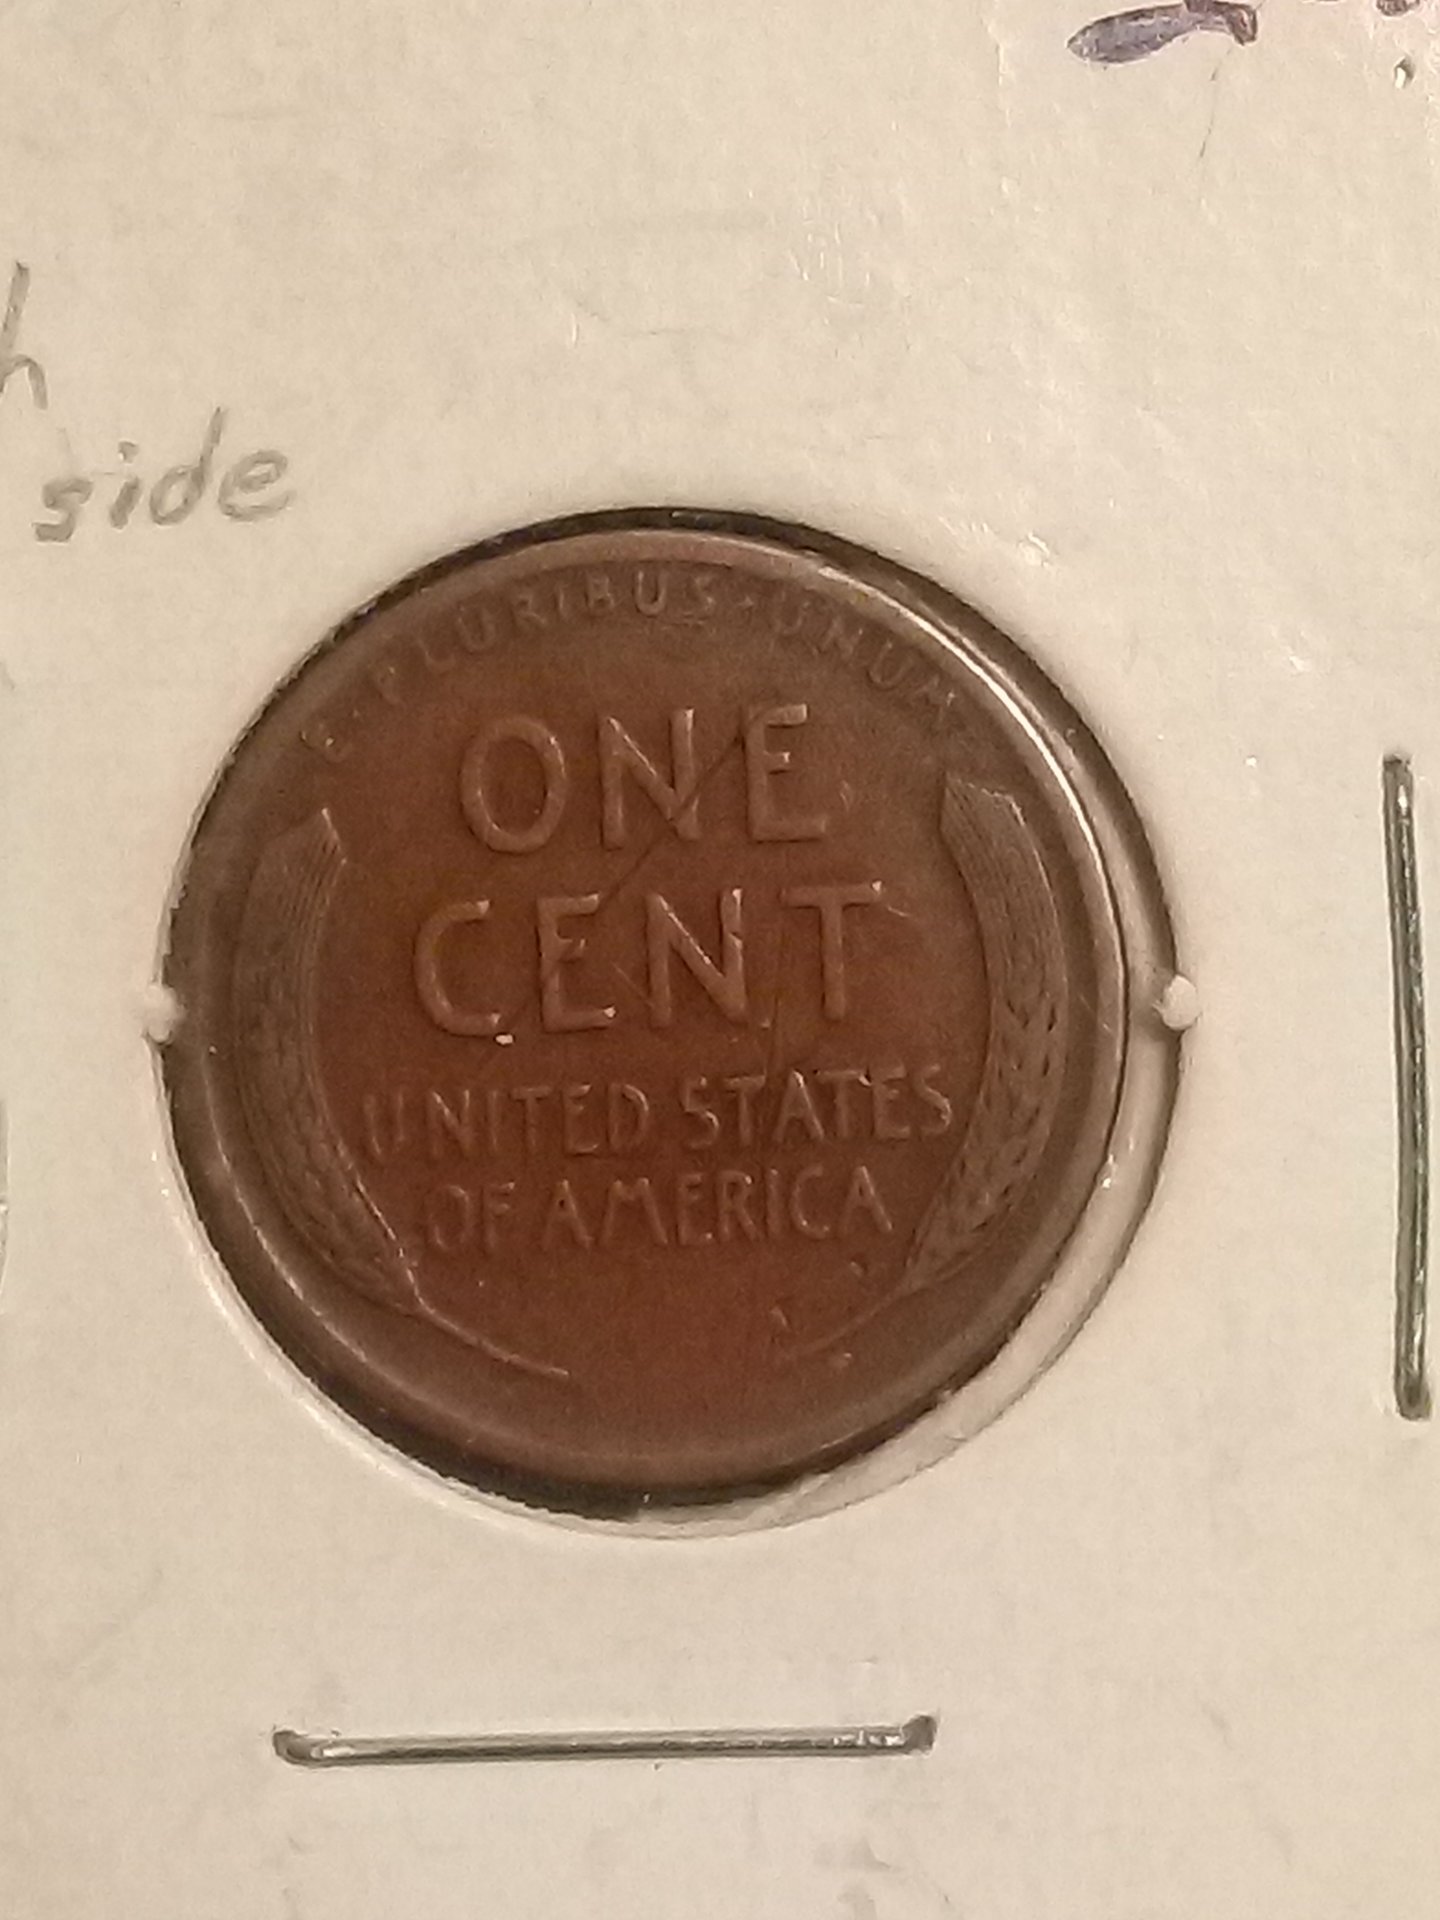 side
E·PLURIBUS·UNUM
ONE
CENT
UNITED STATES
OF AMERICA